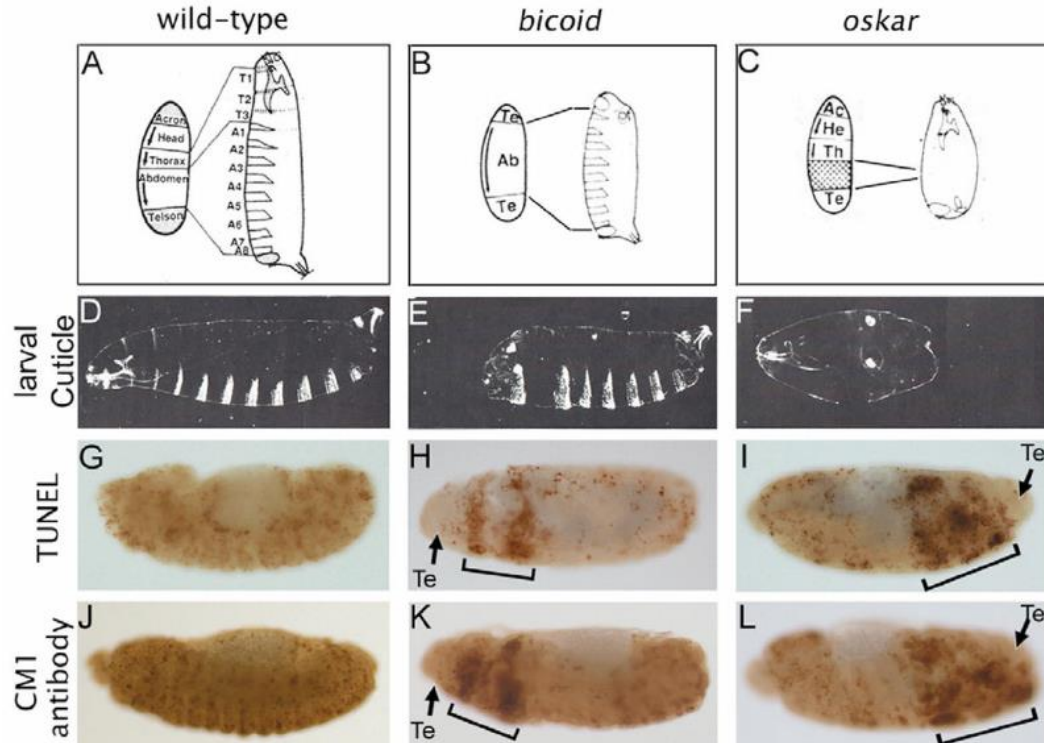 wild-type bicoid oskar
A
T1
T2
T3
A1
A2
A3
A4
A5
A6
A7
A8
Acron
Head
Thorax
Abdomen
Telson
B
Te
Ab
Te
C
Ac
He
Th
Te
larval
Cuticle
D
E
F
TUNEL
G
H
Te
I
Te
CM1
antibody
J
K
Te
L
Te